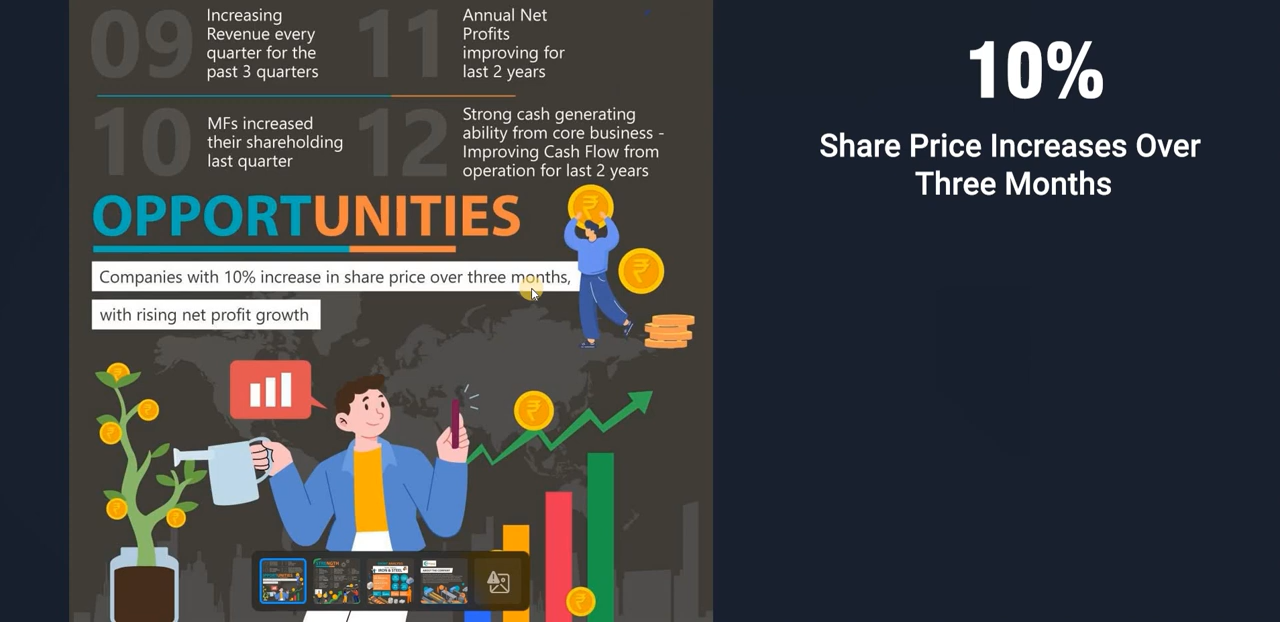 09
Increasing
Revenue every
quarter for the
past 3 quarters
11
Annual Net
Profits
improving for
last 2 years
10
MFs increased
their shareholding
last quarter
12
Strong cash generating
ability from core business -
Improving Cash Flow from
operation for last 2 years
OPPORTUNITIES
Companies with 10% increase in share price over three months,
with rising net profit growth
10%
Share Price Increases Over
Three Months